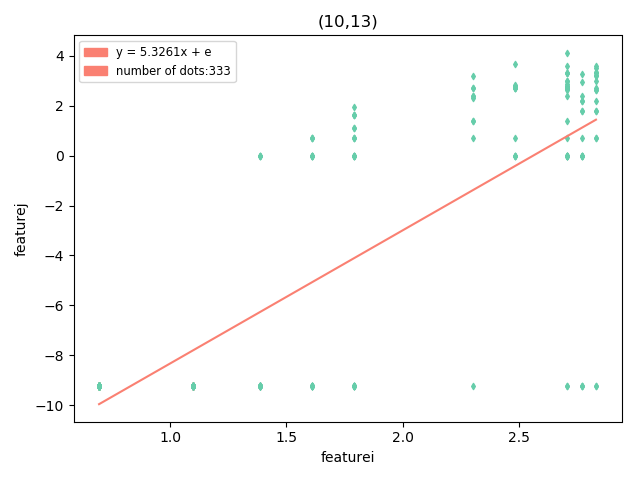 (10,13)
y = 5.3261x + e
number of dots:333
featurej
4
2
0
−2
−4
−6
−8
−10
1.0 1.5 2.0 2.5
featurei